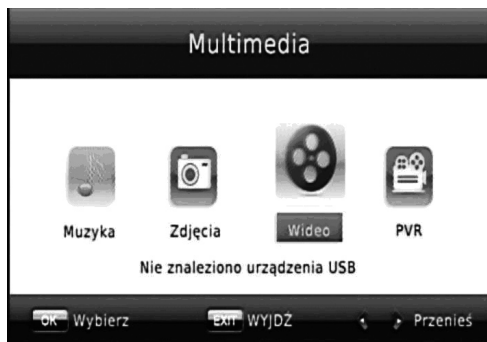 Multimedia
Muzyka Zdjęcia Wideo PVR
Nie znaleziono urządzenia USB
OK Wybierz EXIT WYJDŹ Przenieś